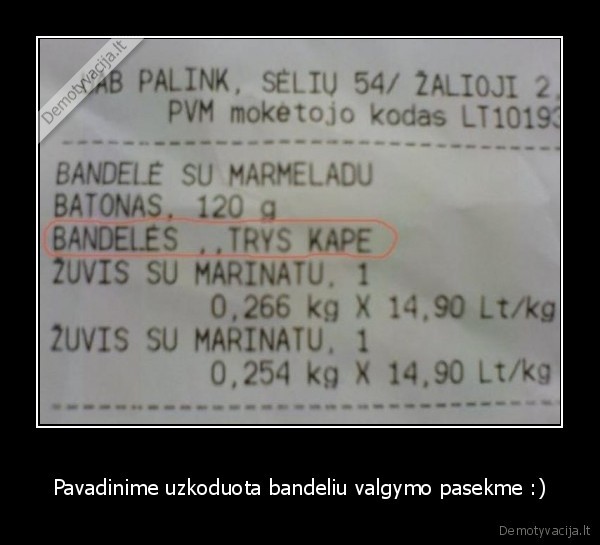 Demotyvacija.lt
UAB PALINK, SĖLIŲ 54/ ŽALIOJI 2,
PVM mokėtojo kodas LT10193
BANDELĖ SU MARMELADU
BATONAS, 120 g
BANDELĖS ,,TRYS KAPE
ŽUVIS SU MARINATU, 1
0,266 kg X 14,90 Lt/kg
ŽUVIS SU MARINATU, 1
0,254 kg X 14,90 Lt/kg
Pavadinime uzkoduota bandeliu valgymo pasekme :)
Demotyvacija.lt